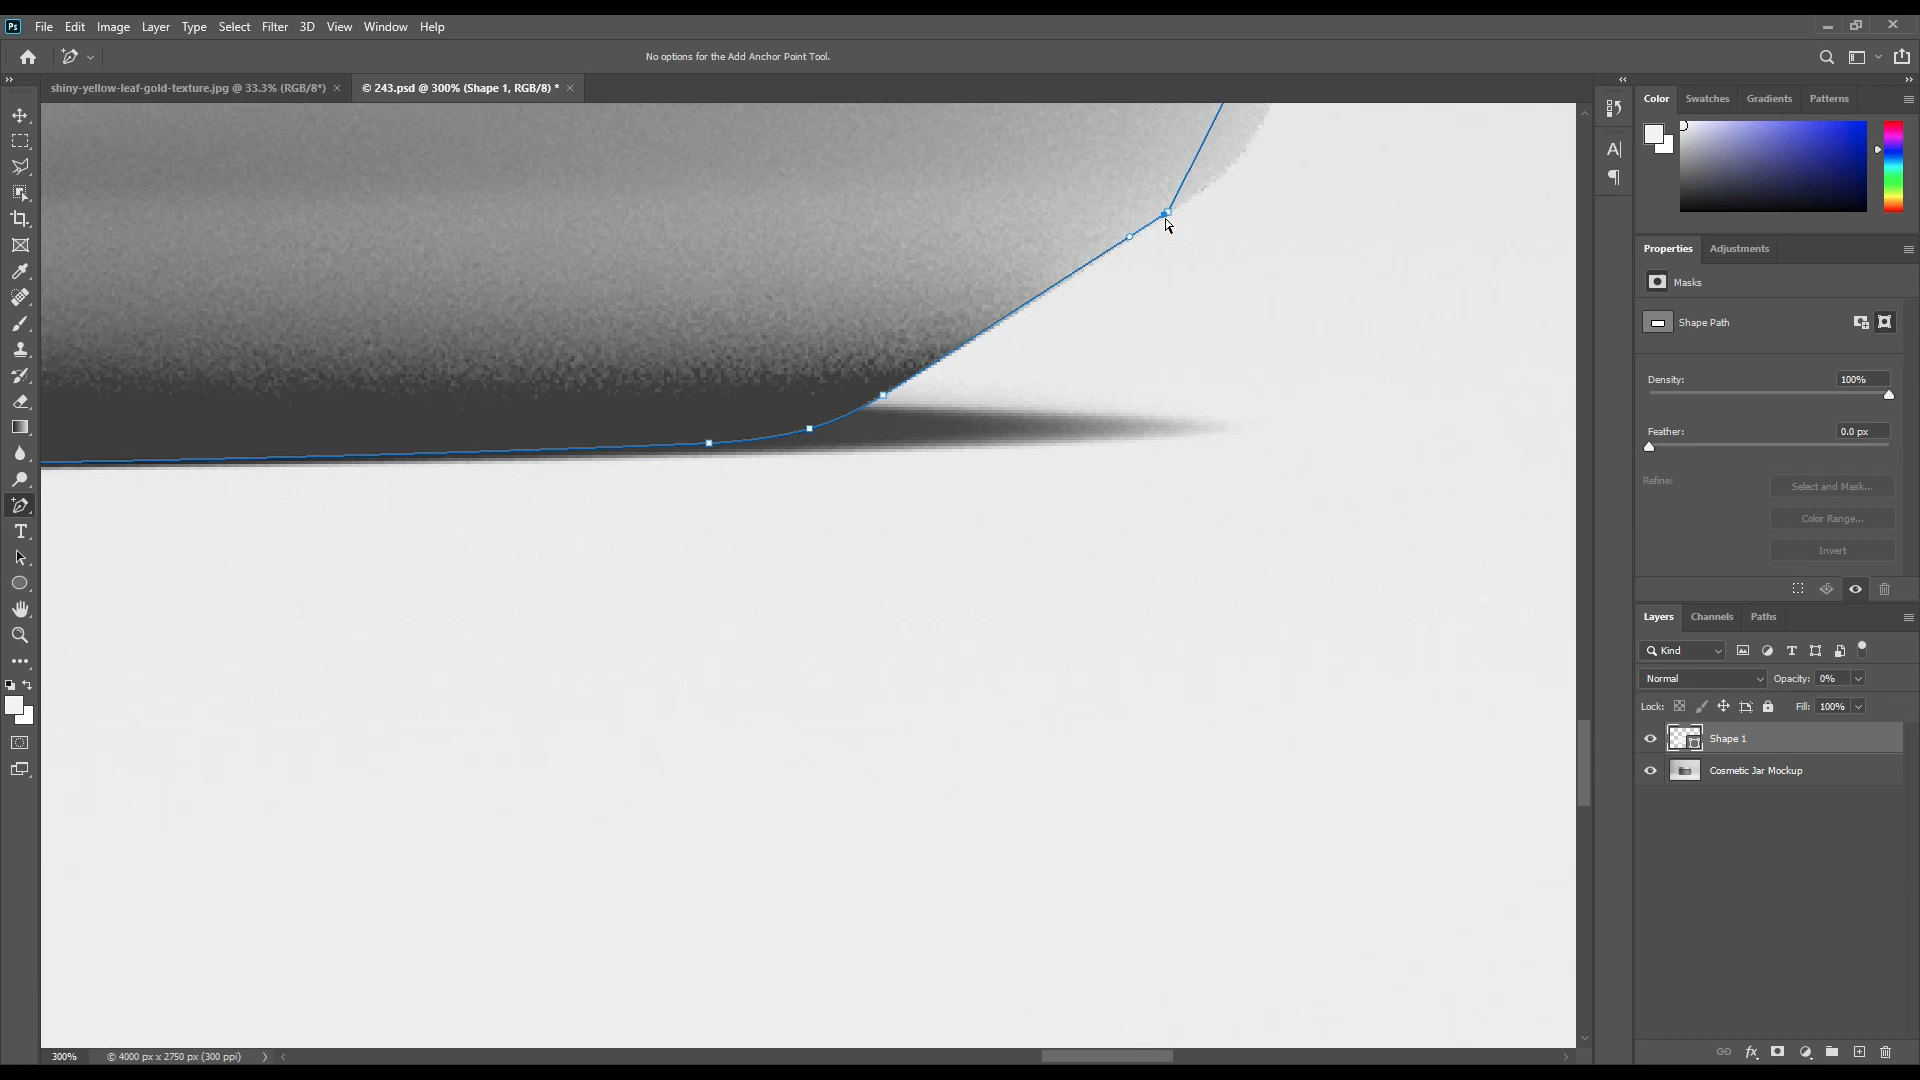 Ps File Edit Image Layer Type Select Filter 3D View Window Help
No options for the Add Anchor Point Tool.
shiny-yellow-leaf-gold-texture.jpg @ 33.3% (RGB/8*) ×
© 243.psd @ 300% (Shape 1, RGB/8) * ×
Color Swatches Gradients Patterns
Properties Adjustments
Masks
Shape Path
Density: 100%
Feather: 0.0 px
Refine: Select and Mask...
Color Range...
Invert
Layers Channels Paths
Kind
Normal Opacity: 0%
Lock: Fill: 100%
Shape 1
Cosmetic Jar Mockup
fx
300% © 4000 px x 2750 px (300 ppi)